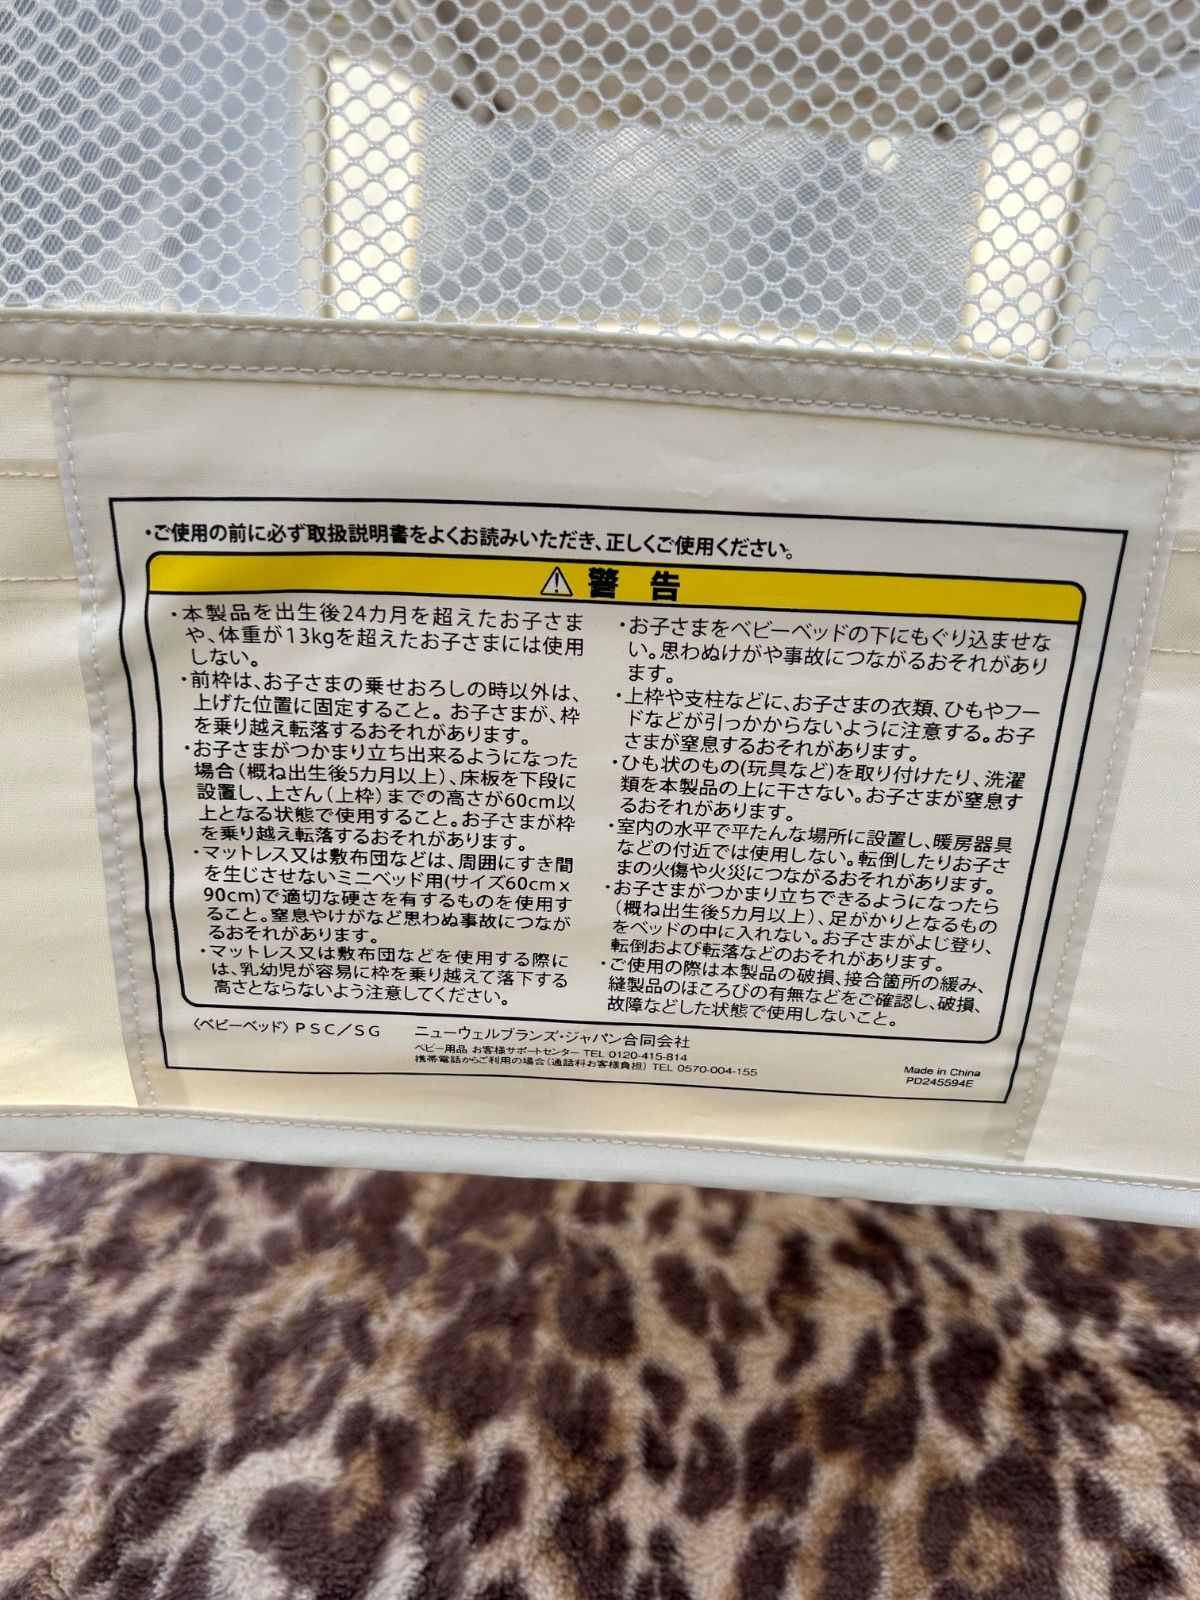 ・ご使用の前に必ず取扱説明書をよくお読みいただき、正しくご使用ください。
警 告
・本製品を出生後24カ月を超えたお子さま
や、体重が13kgを超えたお子さまには使用
しない。
・前枠は、お子さまの乗せおろしの時以外は、
上げた位置に固定すること。お子さまが、枠
を乗り越え転落するおそれがあります。
・お子さまがつかまり立ち出来るようになった
場合(概ね出生後5カ月以上)、床板を下段に
設置し、上さん(上枠)までの高さが60cm以
上となる状態で使用すること。お子さまが枠
を乗り越え転落するおそれがあります。
・マットレス又は敷布団などは、周囲にすき間
を生じさせないミニベッド用(サイズ60cm x
90cm)で適切な硬さを有するものを使用す
ること。窒息やけがなど思わぬ事故につなが
るおそれがあります。
・マットレス又は敷布団などを使用する際に
は、乳幼児が容易に枠を乗り越えて落下する
高さとならないよう注意してください。
・お子さまをベビーベッドの下にもぐり込ませな
い。思わぬけがや事故につながるおそれがあり
ます。
・上枠や支柱などに、お子さまの衣類、ひもやフー
ドなどが引っかからないように注意する。お子
さまが窒息するおそれがあります。
・ひも状のもの(玩具など)を取り付けたり、洗濯
類を本製品の上に干さない。お子さまが窒息す
るおそれがあります。
・室内の水平で平たんな場所に設置し、暖房器具
などの付近では使用しない。転倒したりお子さ
まの火傷や火災につながるおそれがあります。
・お子さまがつかまり立ちできるようになったら
(概ね出生後5カ月以上)、足がかりとなるもの
をベッドの中に入れない。お子さまがよじ登り、
転倒および転落などのおそれがあります。
・ご使用の際は本製品の破損、接合箇所の緩み、
縫製品のほころびの有無などをご確認し、破損、
故障などした状態で使用しないこと。
〈ベビーベッド〉PSC/SG
ニューウェルブランズ・ジャパン合同会社
ベビー用品 お客様サポートセンター TEL 0120-415-814
携帯電話からご利用の場合(通話料お客様負担) TEL 0570-004-155
Made in China
PD245594E